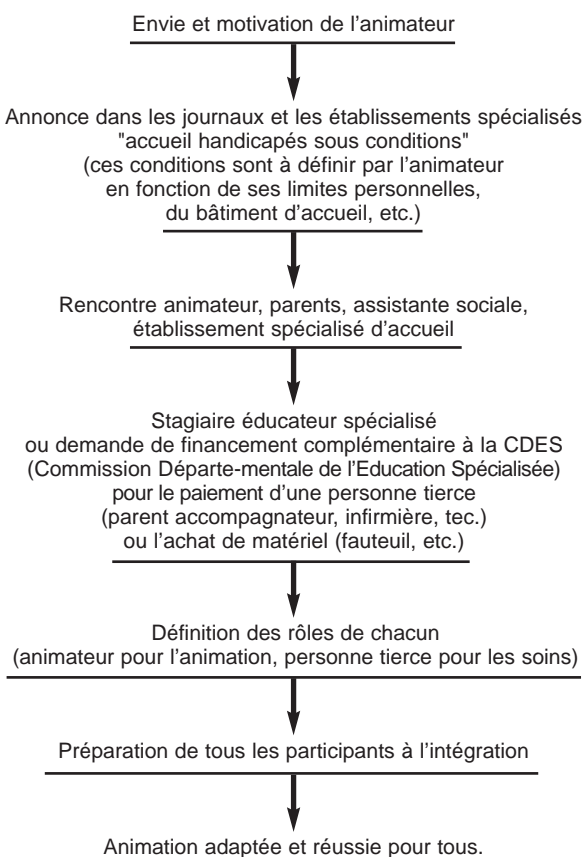 Envie et motivation de l'animateur
Annonce dans les journaux et les établissements spécialisés
"accueil handicapés sous conditions"
(ces conditions sont à définir par l'animateur
en fonction de ses limites personnelles,
du bâtiment d'accueil, etc.)
Rencontre animateur, parents, assistante sociale,
établissement spécialisé d'accueil
Stagiaire éducateur spécialisé
ou demande de financement complémentaire à la CDES
(Commission Départe-mentale de l'Education Spécialisée)
pour le paiement d'une personne tierce
(parent accompagnateur, infirmière, tec.)
ou l'achat de matériel (fauteuil, etc.)
Définition des rôles de chacun
(animateur pour l'animation, personne tierce pour les soins)
Préparation de tous les participants à l'intégration
Animation adaptée et réussie pour tous.